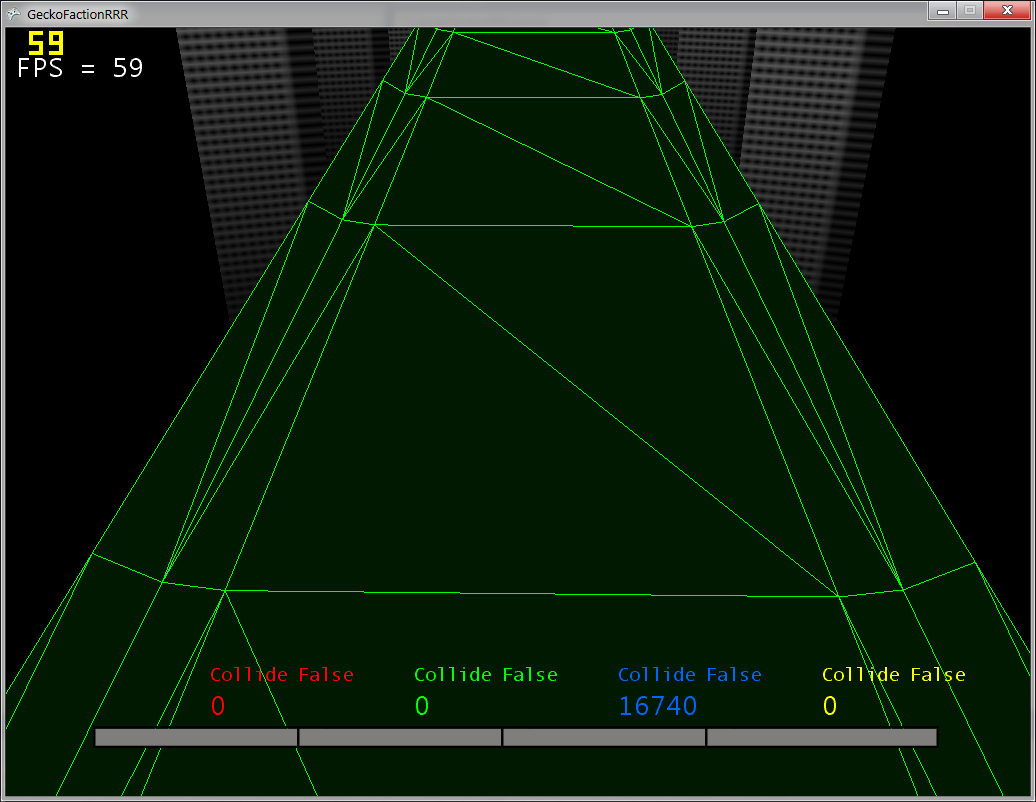 GeckoFactionRRR
59
FPS = 59
Collide False Collide False Collide False Collide False
0 0 16740 0